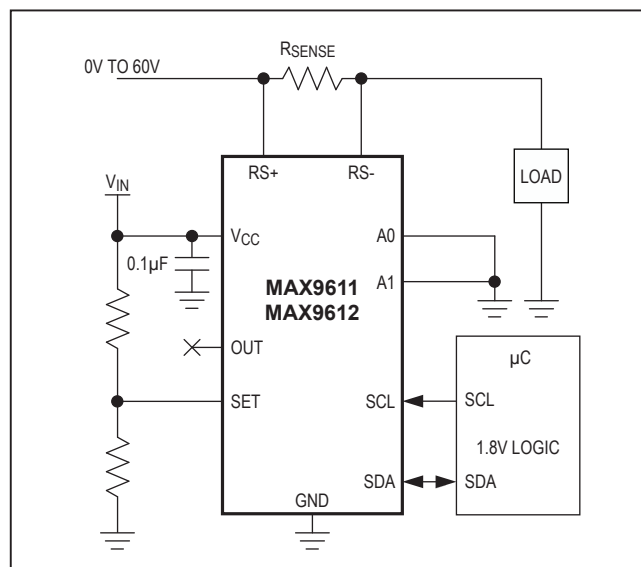 RSENSE
0V TO 60V
RS+
RS-
LOAD
VIN
VCC
A0
0.1µF
A1
MAX9611
MAX9612
OUT
µC
SET
SCL
SCL
1.8V LOGIC
SDA
SDA
GND